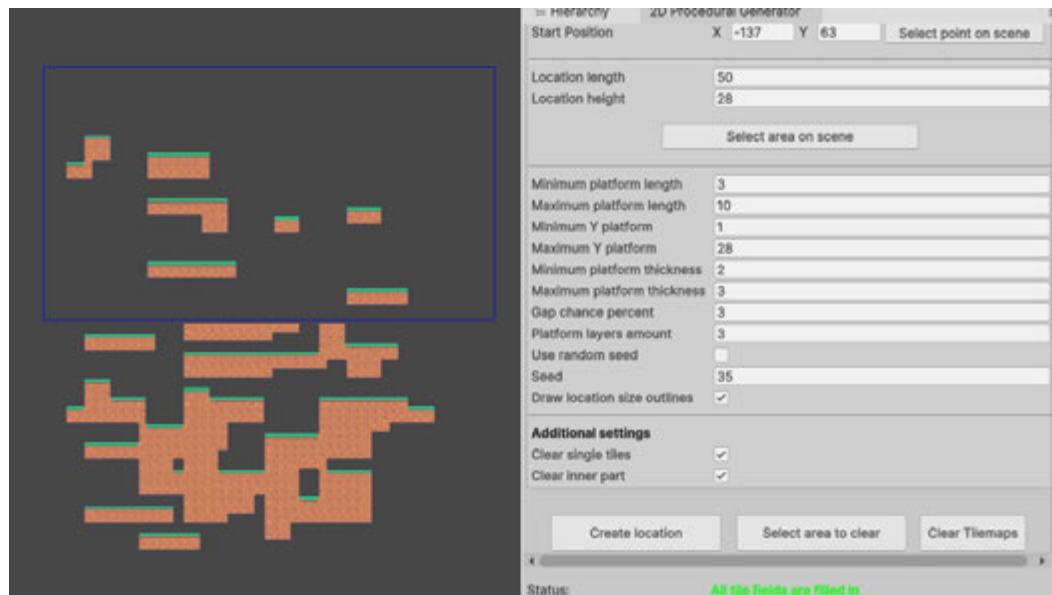 Hierarchy 2D Procedural Generator
Start Position X -137 Y 63 Select point on scene
Location length 50
Location height 28
Select area on scene
Minimum platform length 3
Maximum platform length 10
Minimum Y platform 1
Maximum Y platform 28
Minimum platform thickness 2
Maximum platform thickness 3
Gap chance percent 3
Platform layers amount 3
Use random seed
Seed 35
Draw location size outlines
Additional settings
Clear single tiles
Clear inner part
Create location Select area to clear Clear Tilemaps
Status: All tile fields are filled in